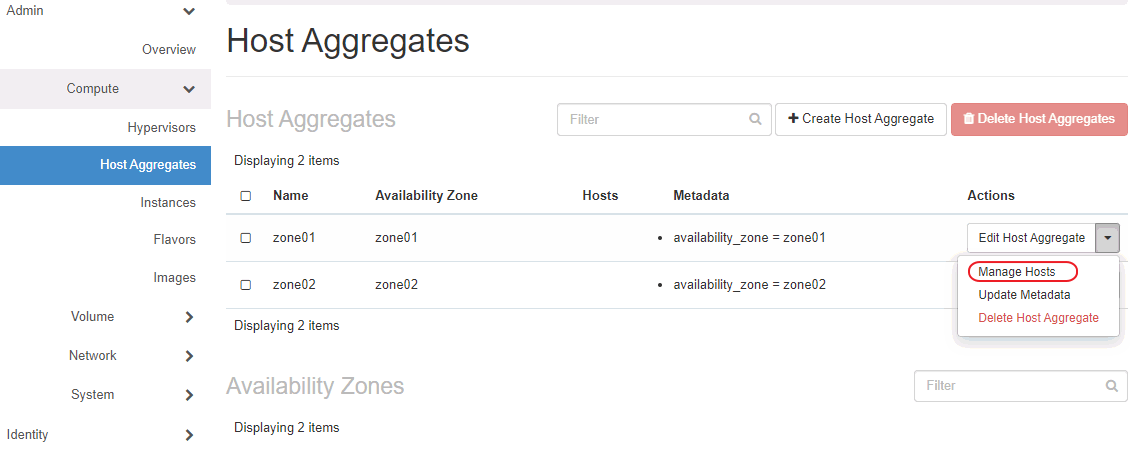 Admin
Overview
Compute
Hypervisors
Host Aggregates
Instances
Flavors
Images
Volume
Network
System
Identity
Host Aggregates
Host Aggregates
Filter
Create Host Aggregate
Delete Host Aggregates
Displaying 2 items
Name Availability Zone Hosts Metadata Actions
zone01 zone01 • availability_zone = zone01 Edit Host Aggregate
Manage Hosts
Update Metadata
Delete Host Aggregate
zone02 zone02 • availability_zone = zone02
Displaying 2 items
Availability Zones
Filter
Displaying 2 items